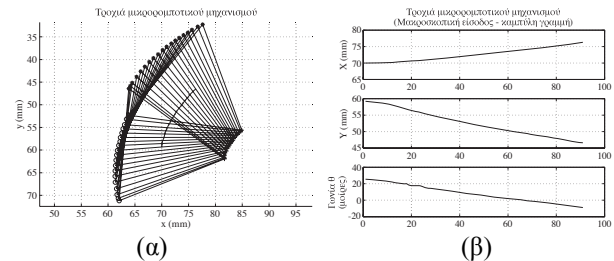 Τροχιά μικρορομποτικού μηχανισμού
35
40
45
50
55
60
65
70
y (mm)
50 55 60 65 70 75 80 85 90 95
x (mm)
(α)
Τροχιά μικρορομποτικού μηχανισμού
(Μακροσκοπική είσοδος - καμπύλη γραμμή)
80
75
70
65
X (mm)
0 20 40 60 80 100
60
55
50
45
Y (mm)
0 20 40 60 80 100
40
20
0
-20
Γωνία θ
(μοίρες)
0 20 40 60 80 100
(β)